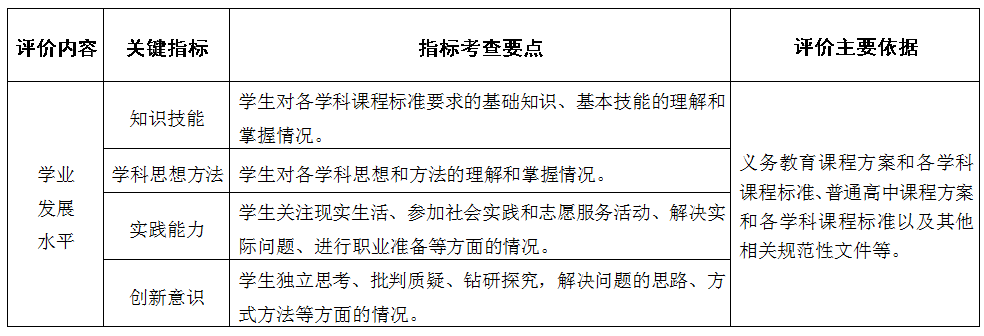 评价内容 关键指标 指标考查要点 评价主要依据
学业
发展
水平
知识技能
学生对各学科课程标准要求的基础知识、基本技能的理解和
掌握情况。
学科思想方法
学生对各学科思想和方法的理解和掌握情况。
实践能力
学生关注现实生活、参加社会实践和志愿服务活动、解决实
际问题、进行职业准备等方面的情况。
创新意识
学生独立思考、批判质疑、钻研探究，解决问题的思路、方
式方法等方面的情况。
义务教育课程方案和各学科
课程标准、普通高中课程方案
和各学科课程标准以及其他
相关规范性文件等。